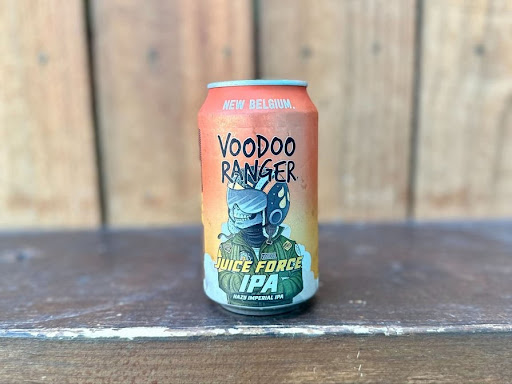 NEW BELGIUM.
VOODOO
RANGER
JUICE FORCE
IPA
HAZY IMPERIAL IPA